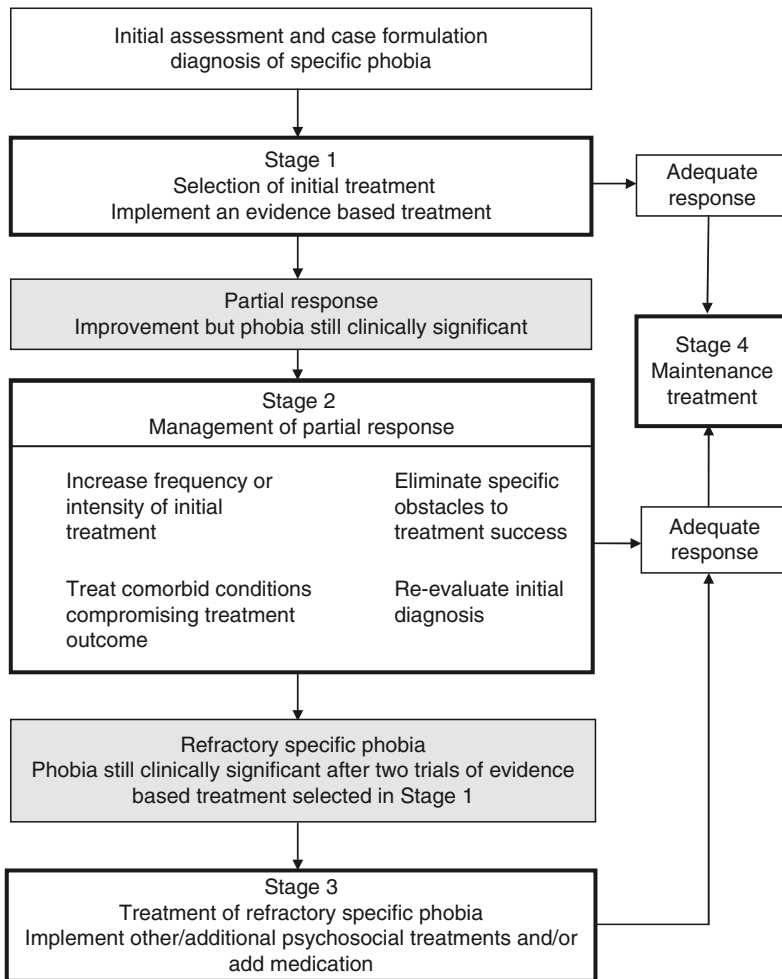 Initial assessment and case formulation
diagnosis of specific phobia
Stage 1
Selection of initial treatment
Implement an evidence based treatment
Adequate
response
Partial response
Improvement but phobia still clinically significant
Stage 4
Maintenance
treatment
Stage 2
Management of partial response
Increase frequency or
intensity of initial
treatment
Eliminate specific
obstacles to
treatment success
Treat comorbid conditions
compromising treatment
outcome
Re-evaluate initial
diagnosis
Adequate
response
Refractory specific phobia
Phobia still clinically significant after two trials of evidence
based treatment selected in Stage 1
Stage 3
Treatment of refractory specific phobia
Implement other/additional psychosocial treatments and/or
add medication